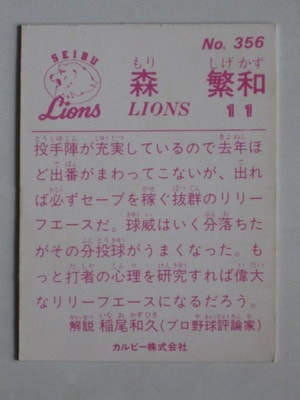 No. 356
SEIBU
Lions
もり しげ かず
森 繁和
LIONS 11
投手陣が充実しているので去年ほ
ど出番がまわってこないが、出れ
ば必ずセーブを稼ぐ抜群のリリー
フエースだ。球威はいく分落ちた
がその分投球がうまくなった。も
っと打者の心理を研究すれば偉大
なリリーフエースになるだろう。
解説 稲尾和久(プロ野球評論家)
カルビー株式会社